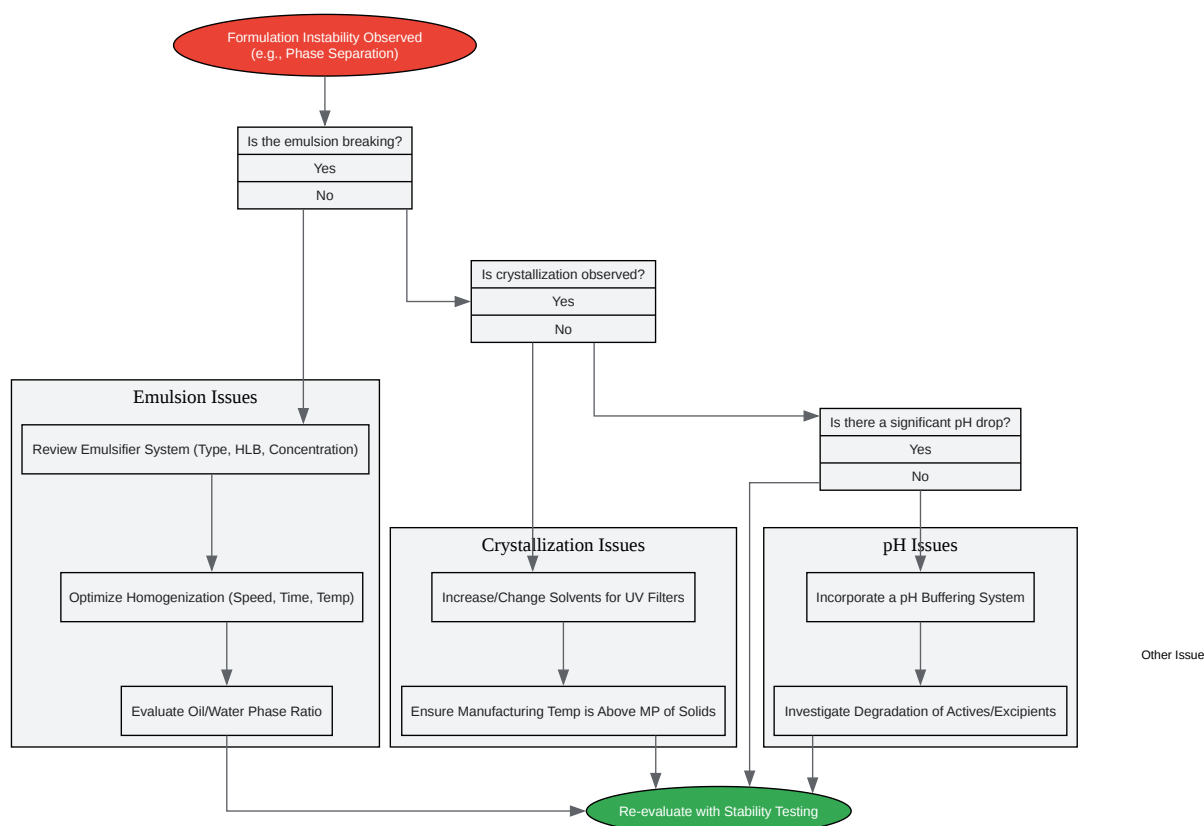 Formulation Instability Observed
(e.g., Phase Separation)
Is the emulsion breaking?
Yes
No
Is crystallization observed?
Yes
No
Emulsion Issues
Review Emulsifier System (Type, HLB, Concentration)
Is there a significant pH drop?
Yes
No
Crystallization Issues
pH Issues
Optimize Homogenization (Speed, Time, Temp)
Increase/Change Solvents for UV Filters
Incorporate a pH Buffering System
Other Issue
Evaluate Oil/Water Phase Ratio
Ensure Manufacturing Temp is Above MP of Solids
Investigate Degradation of Actives/Excipients
Re-evaluate with Stability Testing